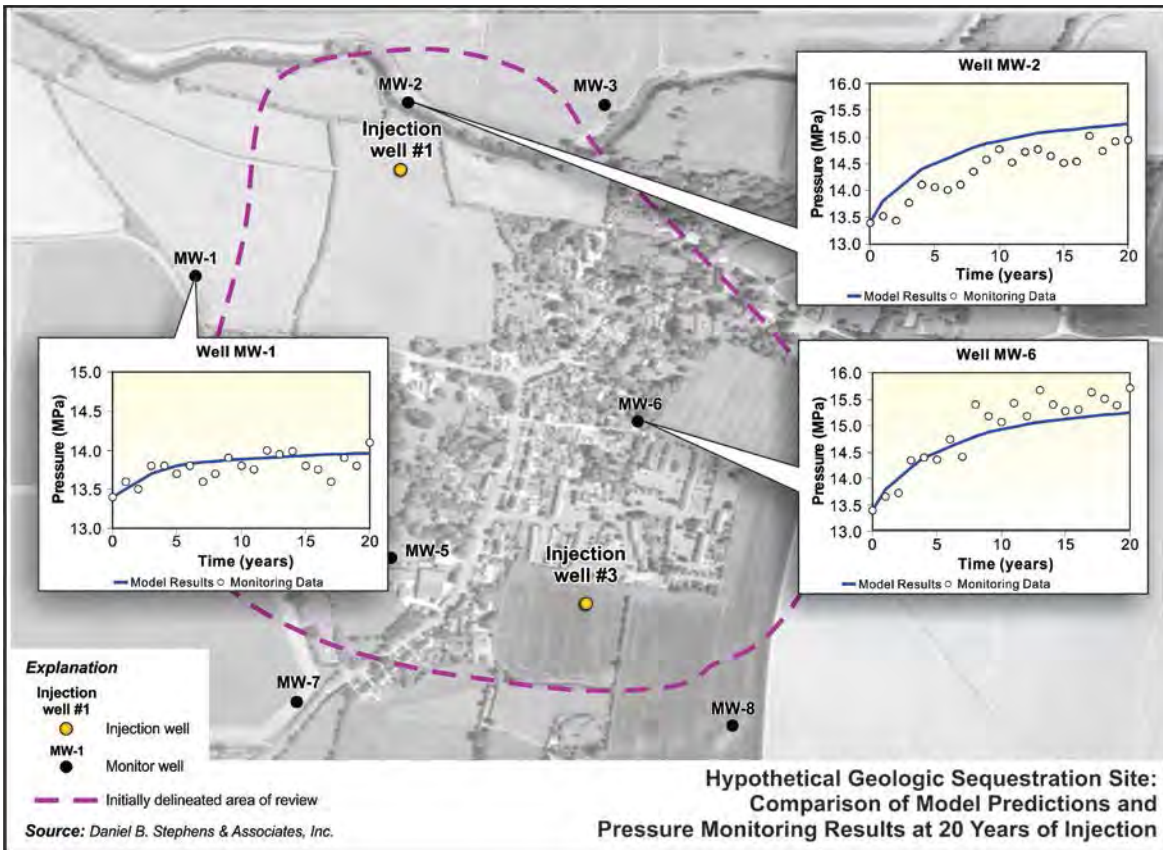 MW-2
MW-3
Injection
well #1
MW-1
MW-6
MW-5
Injection
well #3
MW-7
MW-8
Well MW-2
Pressure (MPa)
16.0
15.5
15.0
14.5
14.0
13.5
13.0
0 5 10 15 20
Time (years)
Model Results Monitoring Data
Well MW-1
Pressure (MPa)
15.0
14.5
14.0
13.5
13.0
0 5 10 15 20
Time (years)
Model Results Monitoring Data
Well MW-6
Pressure (MPa)
16.0
15.5
15.0
14.5
14.0
13.5
13.0
0 5 10 15 20
Time (years)
Model Results Monitoring Data
Explanation
Injection
well #1
Injection well
MW-1
Monitor well
Initially delineated area of review
Source: Daniel B. Stephens & Associates, Inc.
Hypothetical Geologic Sequestration Site:
Comparison of Model Predictions and
Pressure Monitoring Results at 20 Years of Injection